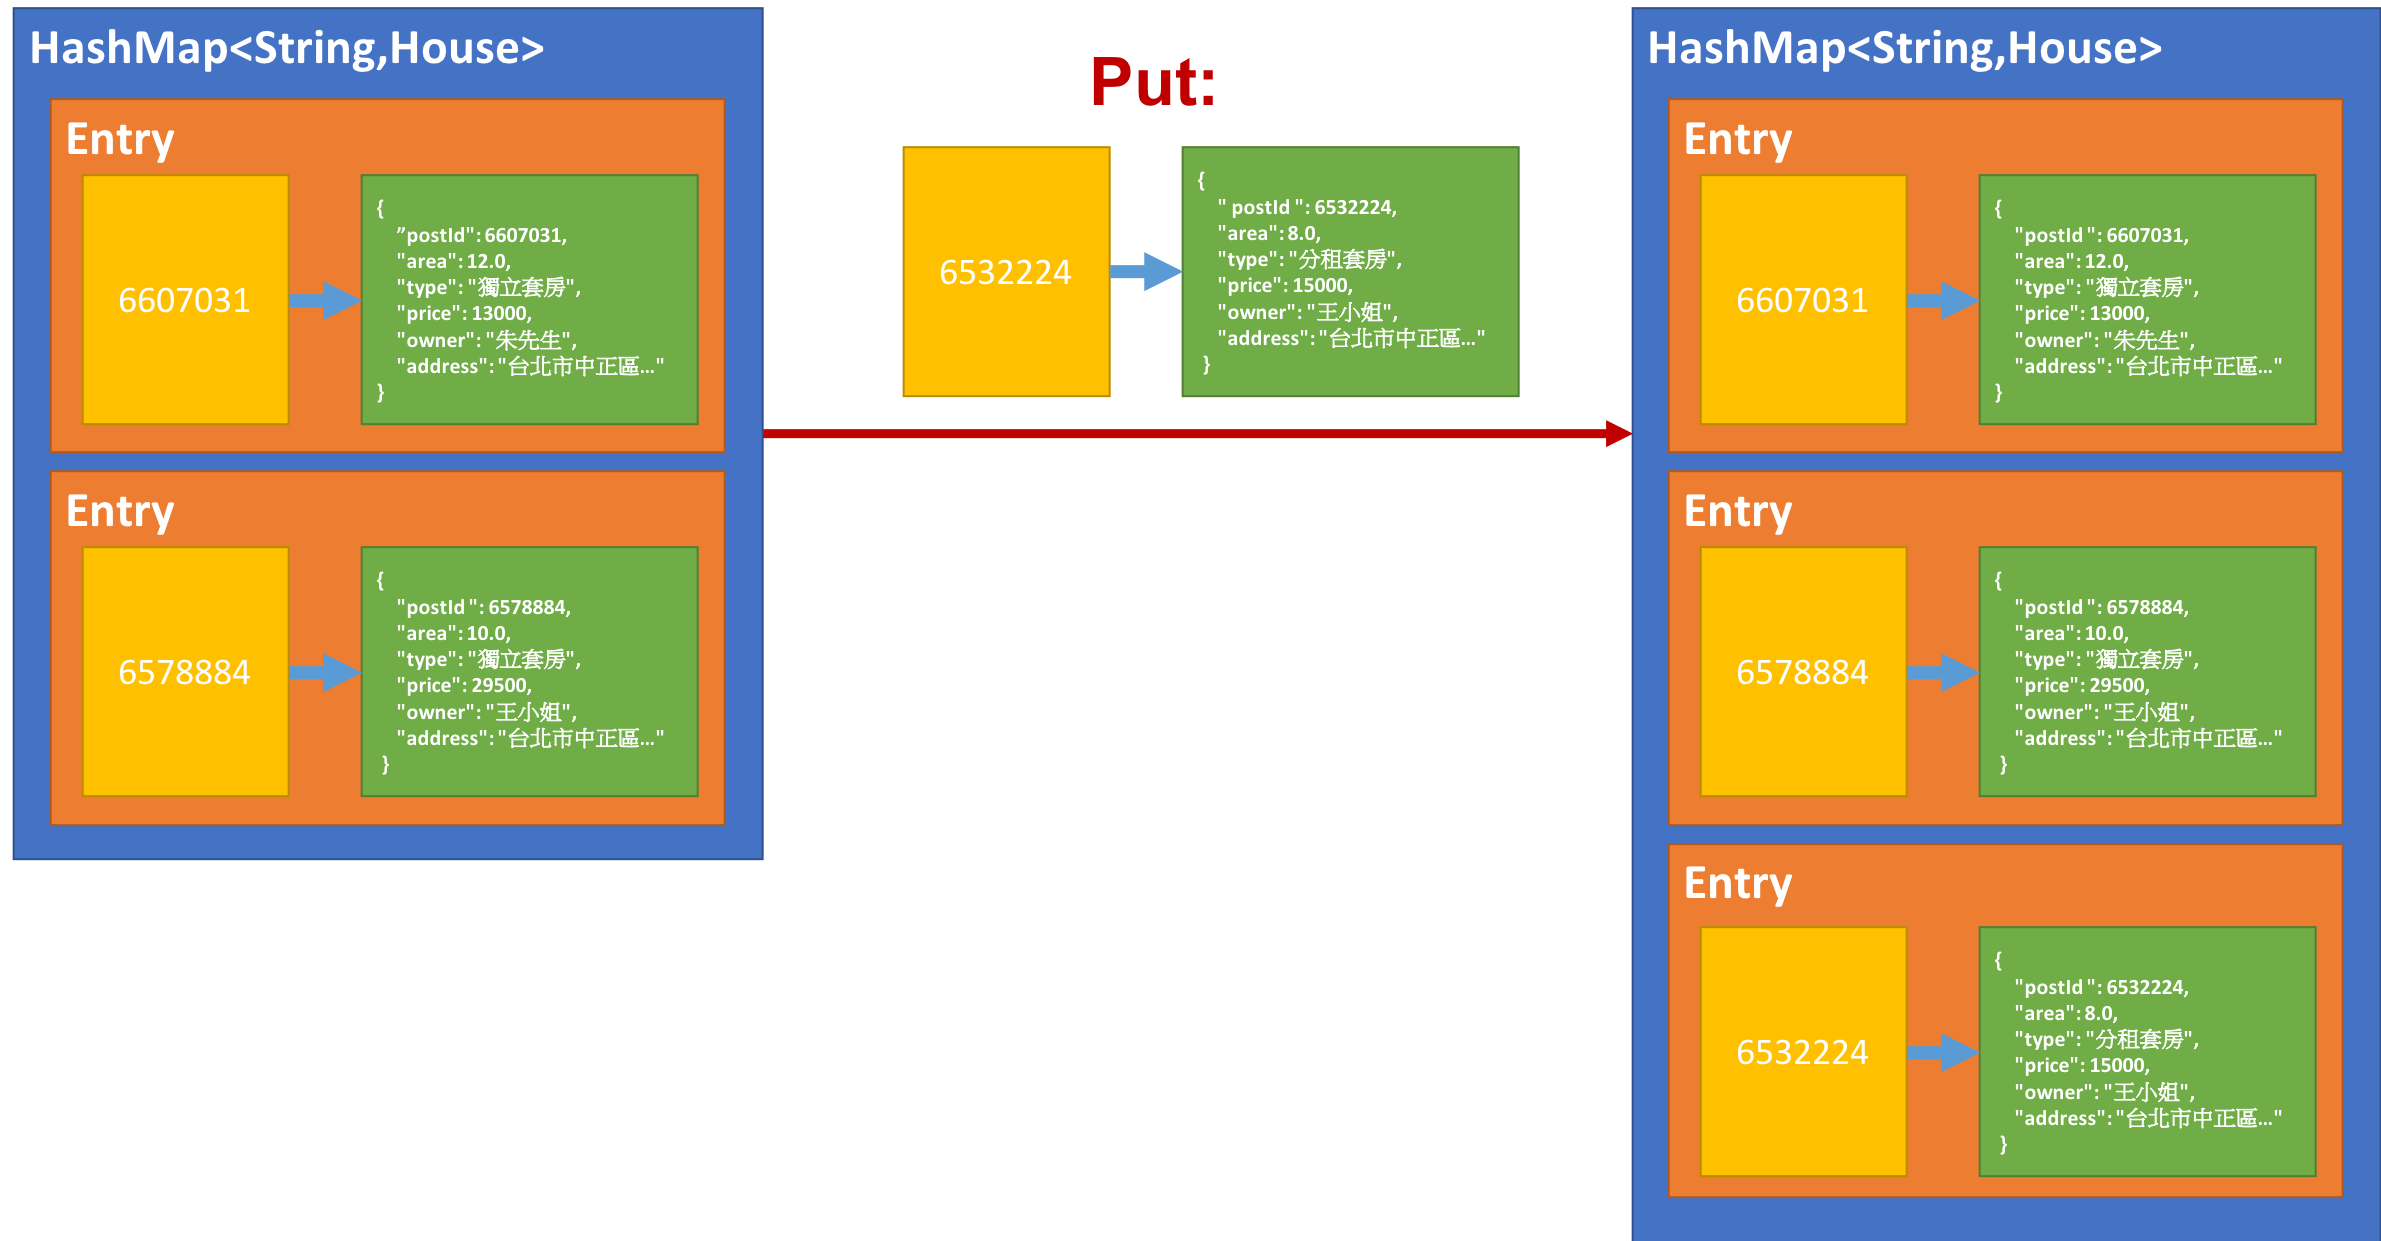 HashMap<String,House>
Entry
6607031
{
”postId": 6607031,
"area": 12.0,
"type": "獨立套房",
"price": 13000,
"owner": "朱先生",
"address": "台北市中正區..."
}
Entry
6578884
{
"postId ": 6578884,
"area": 10.0,
"type": "獨立套房",
"price": 29500,
"owner": "王小姐",
"address": "台北市中正區..."
}
Put:
6532224
{
" postId ": 6532224,
"area": 8.0,
"type": "分租套房",
"price": 15000,
"owner": "王小姐",
"address": "台北市中正區..."
}
HashMap<String,House>
Entry
6607031
{
"postId ": 6607031,
"area": 12.0,
"type": "獨立套房",
"price": 13000,
"owner": "朱先生",
"address": "台北市中正區..."
}
Entry
6578884
{
"postId ": 6578884,
"area": 10.0,
"type": "獨立套房",
"price": 29500,
"owner": "王小姐",
"address": "台北市中正區..."
}
Entry
6532224
{
"postId ": 6532224,
"area": 8.0,
"type": "分租套房",
"price": 15000,
"owner": "王小姐",
"address": "台北市中正區..."
}